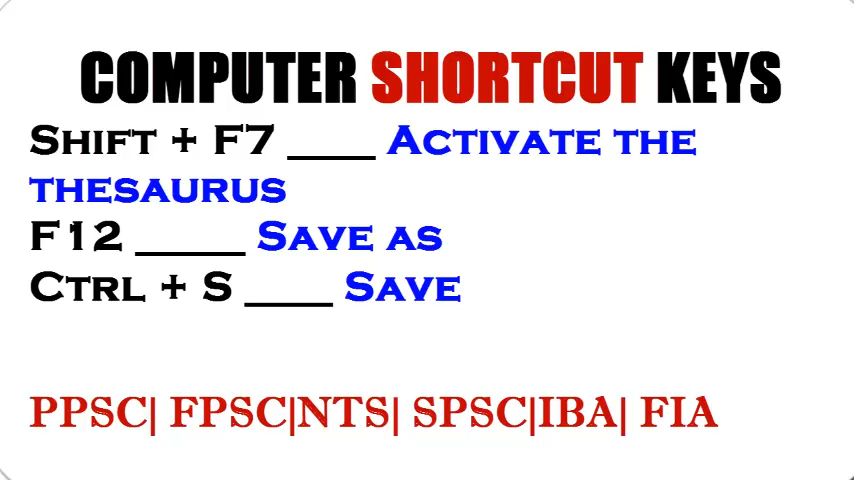 COMPUTER SHORTCUT KEYS
Shift + F7 ____ Activate the
thesaurus
F12 _____ Save as
Ctrl + S ____ Save
PPSC| FPSC|NTS| SPSC|IBA| FIA